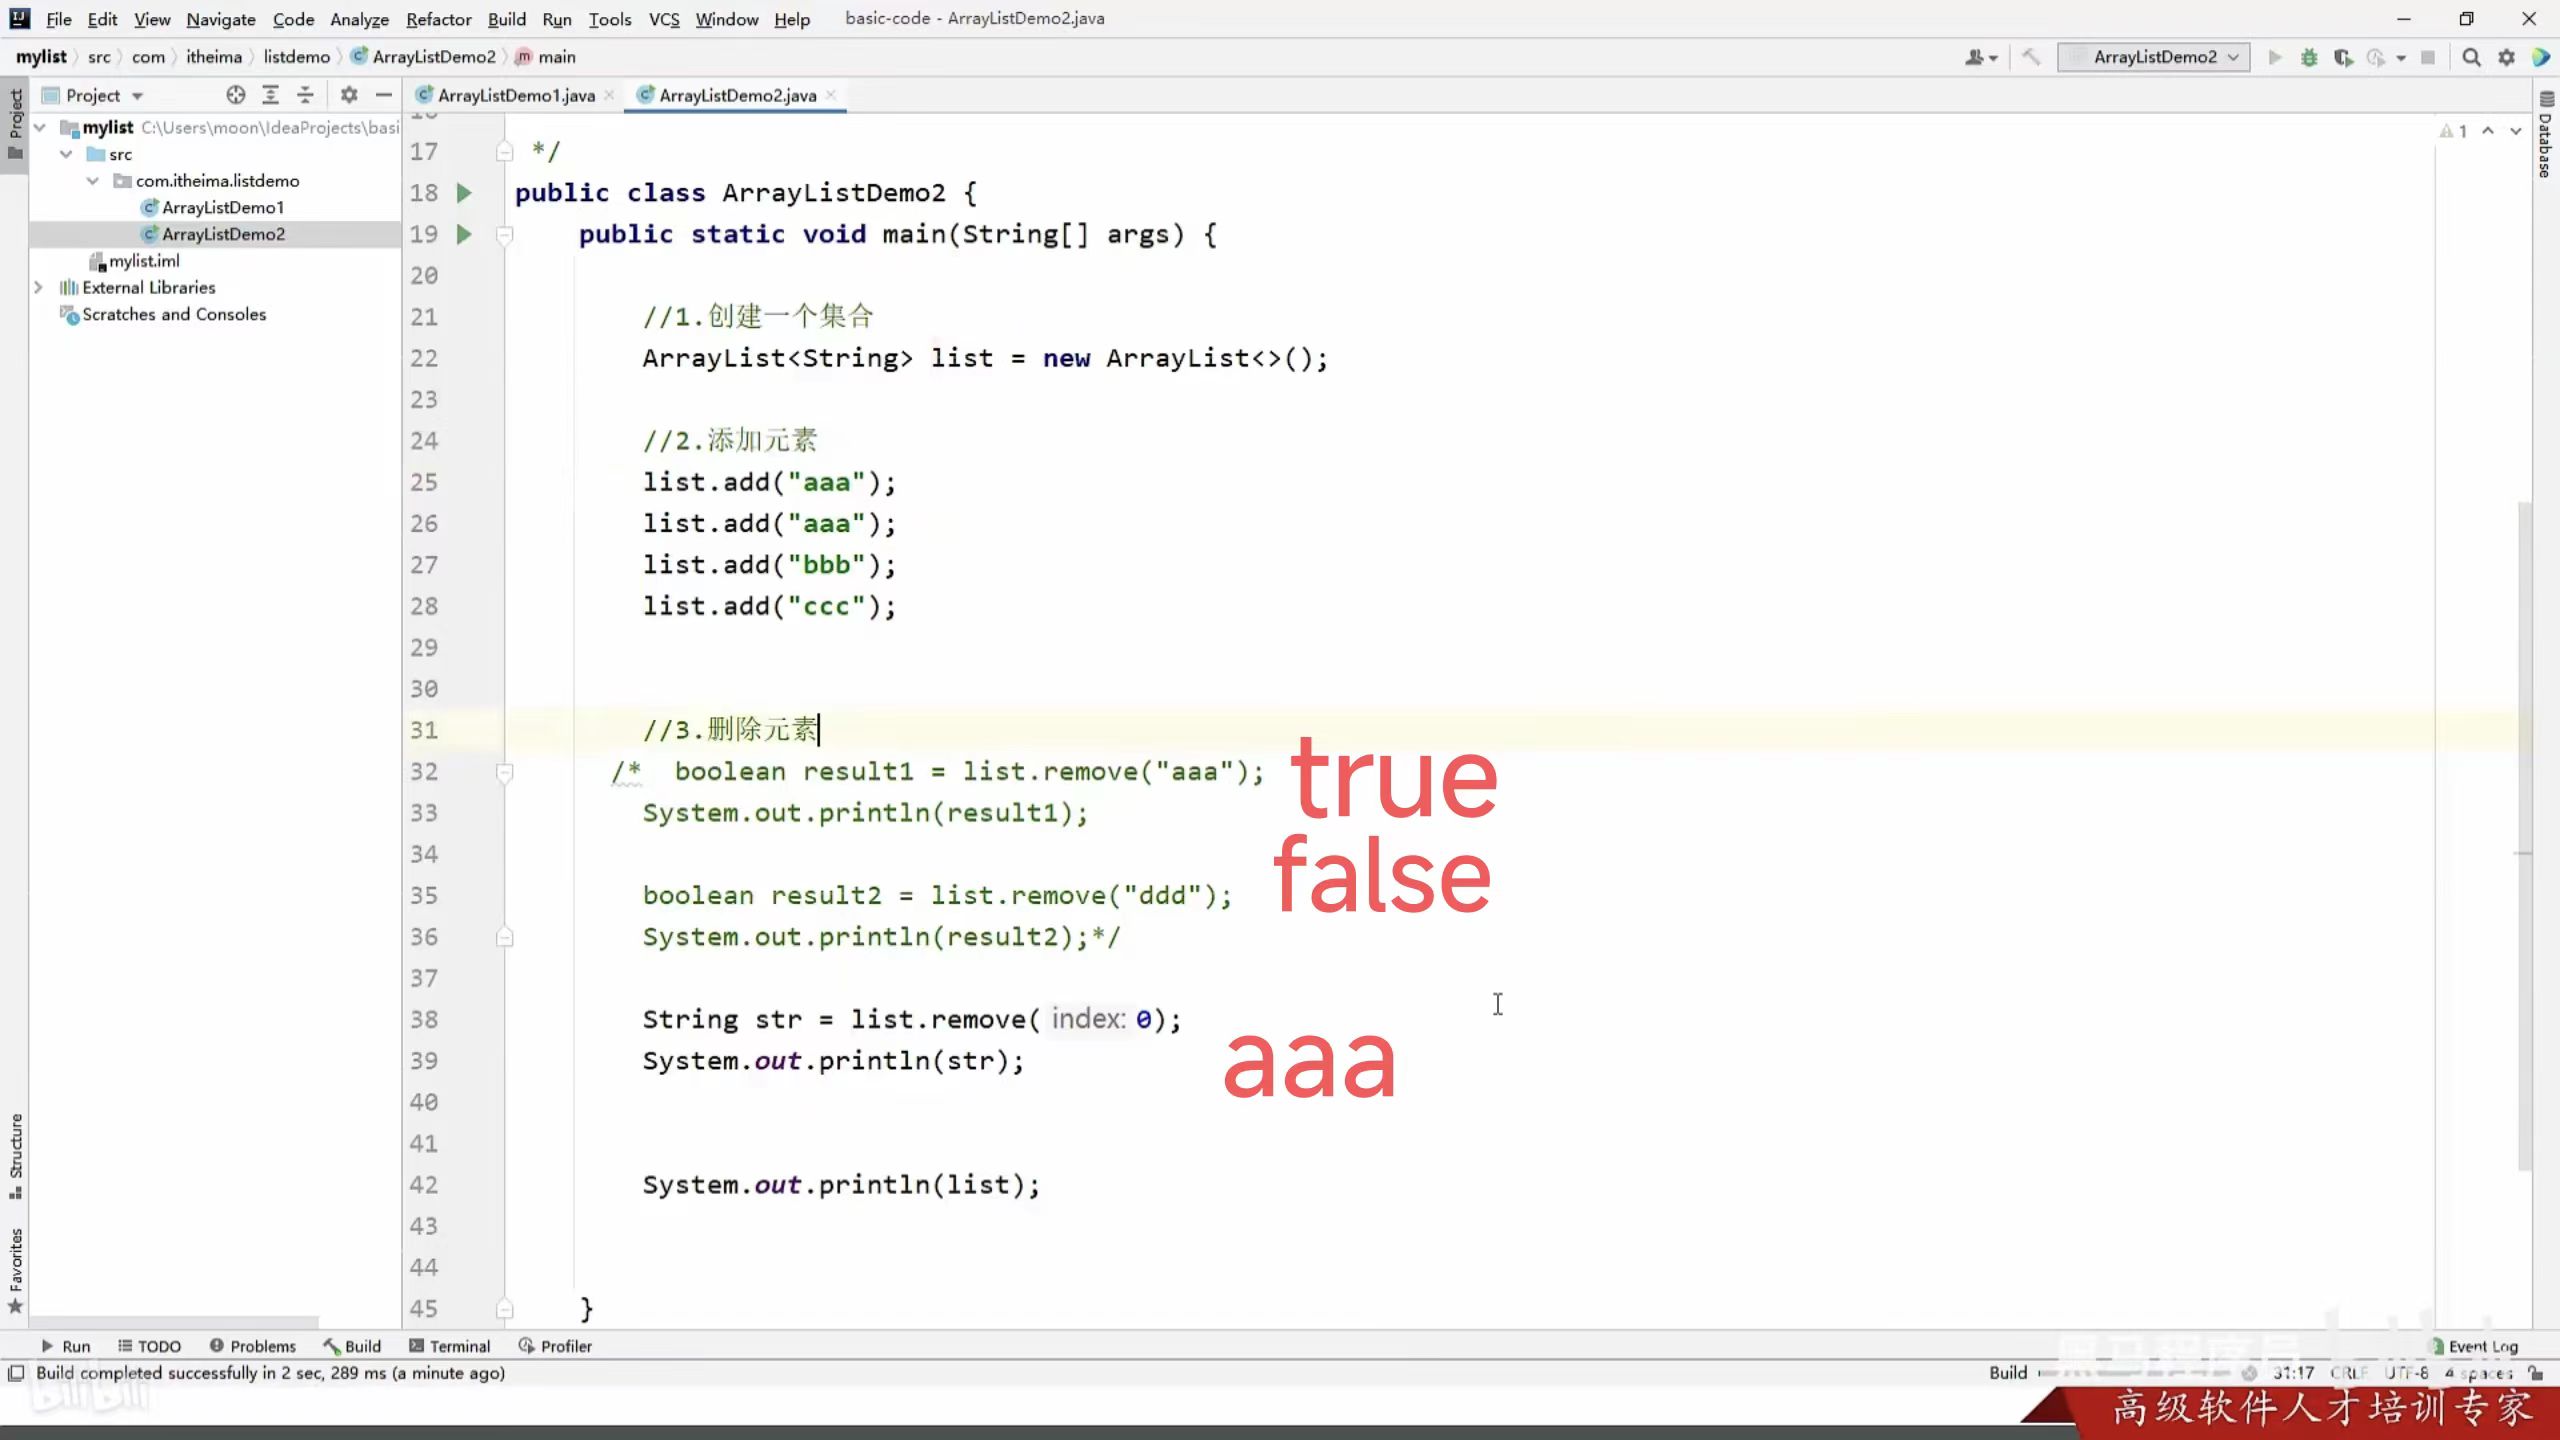 File Edit View Navigate Code Analyze Refactor Build Run Tools VCS Window Help basic-code - ArrayListDemo2.java
mylist src com itheima listdemo ArrayListDemo2 main ArrayListDemo2
Project ArrayListDemo1.java ArrayListDemo2.java
Project
Database
mylist C:\Users\moon\IdeaProjects\basi
src
com.itheima.listdemo
ArrayListDemo1
ArrayListDemo2
mylist.iml
External Libraries
Scratches and Consoles
1
17 */
18 public class ArrayListDemo2 {
19 public static void main(String[] args) {
20
21 //1.创建一个集合
22 ArrayList<String> list = new ArrayList<>();
23
24 //2.添加元素
25 list.add("aaa");
26 list.add("aaa");
27 list.add("bbb");
28 list.add("ccc");
29
30
31 //3.删除元素
32 /* boolean result1 = list.remove("aaa"); true
33 System.out.println(result1);
34 false
35 boolean result2 = list.remove("ddd");
36 System.out.println(result2);*/
37
38 String str = list.remove( index: 0);
39 System.out.println(str); aaa
40
41
42 System.out.println(list);
43
44
45 }
Structure
Favorites
Run TODO Problems Build Terminal Profiler Event Log
Build completed successfully in 2 sec, 289 ms (a minute ago) Build 31:17 CRLF UTF-8 4 spaces
bilibili
高级软件人才培训专家